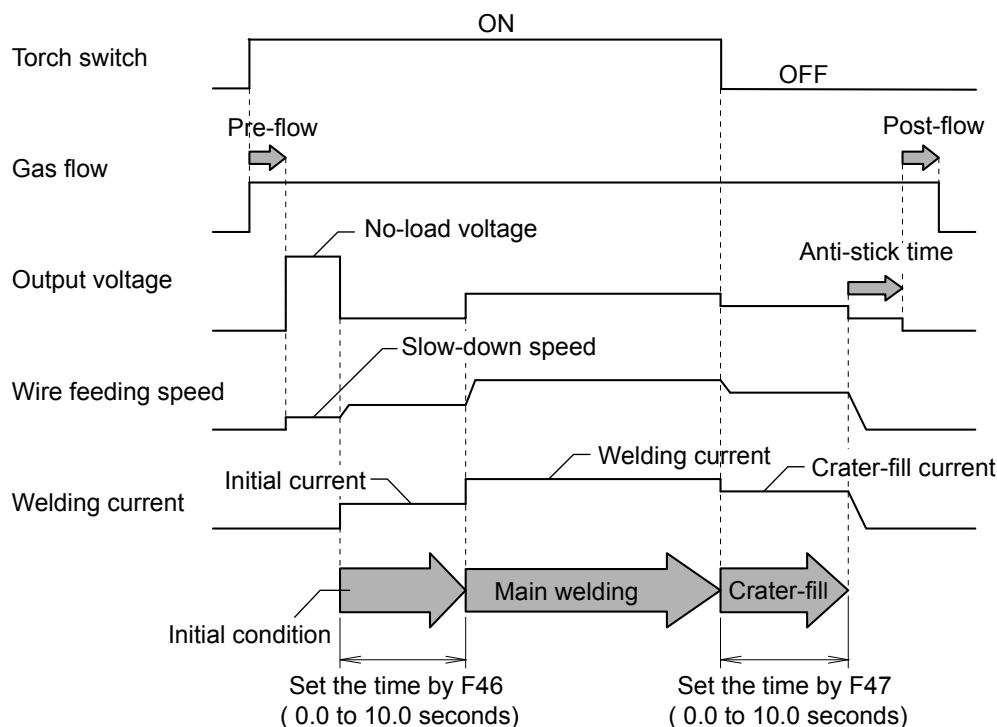 ON
Torch switch
OFF
Pre-flow
Post-flow
Gas flow
No-load voltage
Anti-stick time
Output voltage
Slow-down speed
Wire feeding speed
Welding current
Initial current
Crater-fill current
Welding current
Main welding
Crater-fill
Initial condition
Set the time by F46
( 0.0 to 10.0 seconds)
Set the time by F47
( 0.0 to 10.0 seconds)